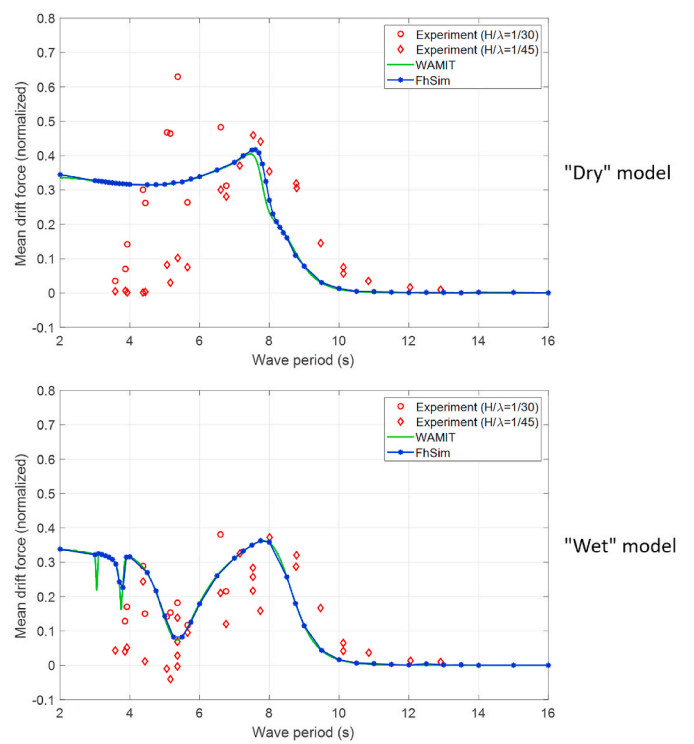 0.8
0.7
0.6
0.5
0.4
0.3
0.2
0.1
0
-0.1
Mean drift force (normalized)
Experiment (H/λ=1/30)
Experiment (H/λ=1/45)
WAMIT
FhSim
2 4 6 8 10 12 14 16
Wave period (s)
"Dry" model
0.8
0.7
0.6
0.5
0.4
0.3
0.2
0.1
0
-0.1
Mean drift force (normalized)
Experiment (H/λ=1/30)
Experiment (H/λ=1/45)
WAMIT
FhSim
2 4 6 8 10 12 14 16
Wave period (s)
"Wet" model